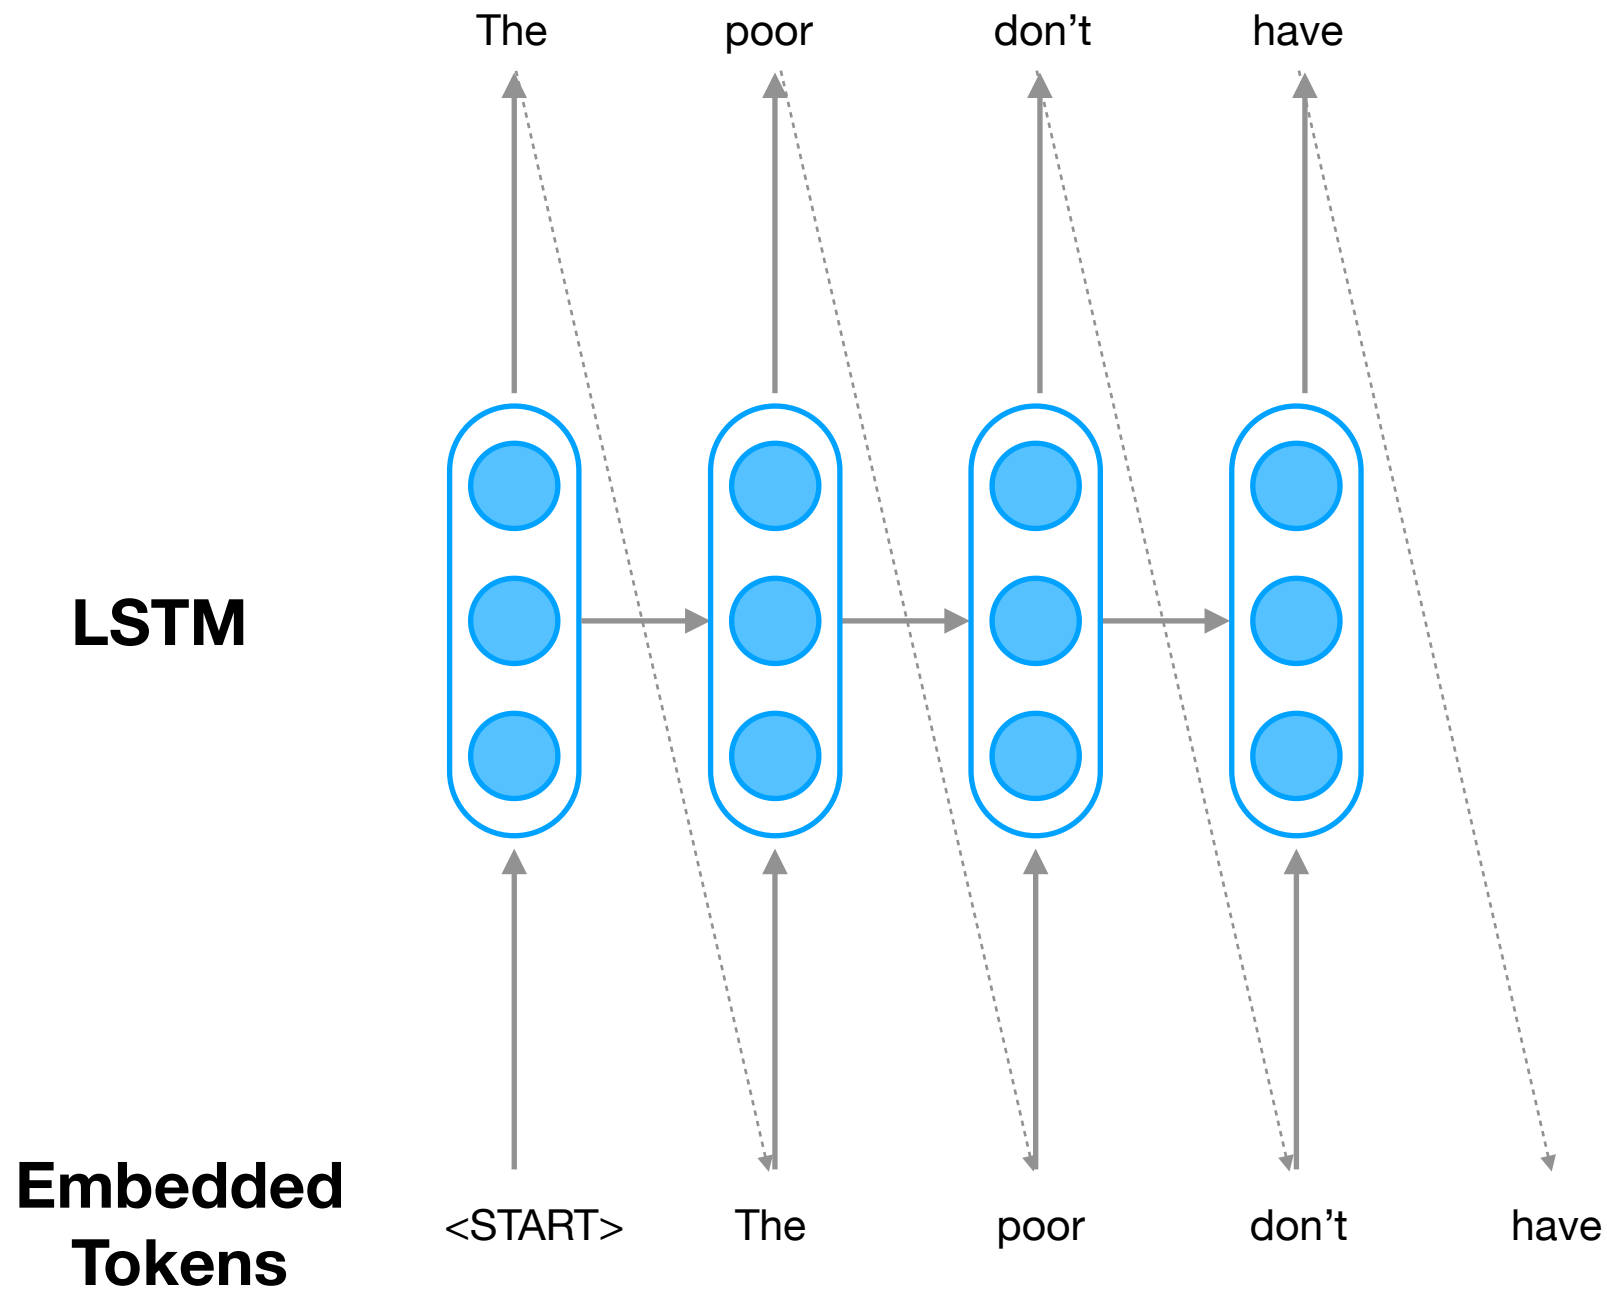 The poor don’t have
LSTM
Embedded
Tokens
<START> The poor don’t have